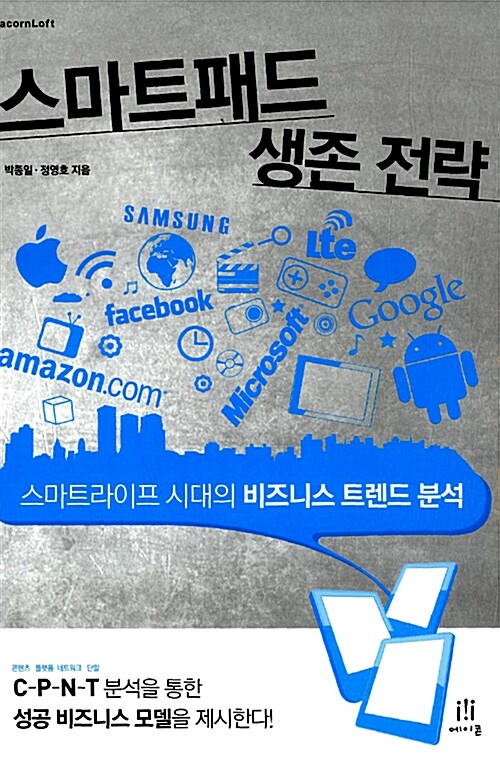 acornLoft
스마트패드
생존 전략
박종일 · 정영호 지음
SAMSUNG
Lte
facebook
Google
Microsoft
amazon.com
스마트라이프 시대의 비즈니스 트렌드 분석
콘텐츠 플랫폼 네트워크 단말
C-P-N-T 분석을 통한
성공 비즈니스 모델을 제시한다!
에이콘